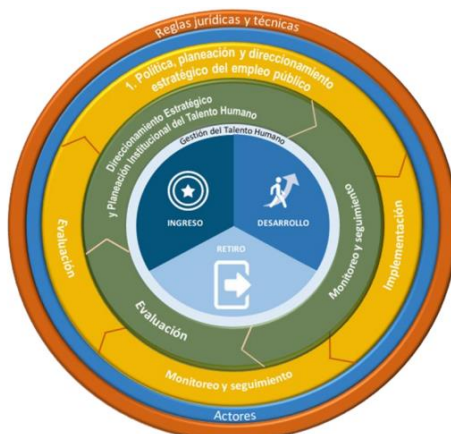 Reglas jurídicas y técnicas
1. Política, planeación y direccionamiento
estratégico del empleo público
Direccionamiento Estratégico
y Planeación Institucional del Talento Humano
Gestión del Talento Humano
INGRESO
DESARROLLO
RETIRO
Evaluación
Monitoreo y seguimiento
Implementación
Evaluación
Monitoreo y seguimiento
Actores